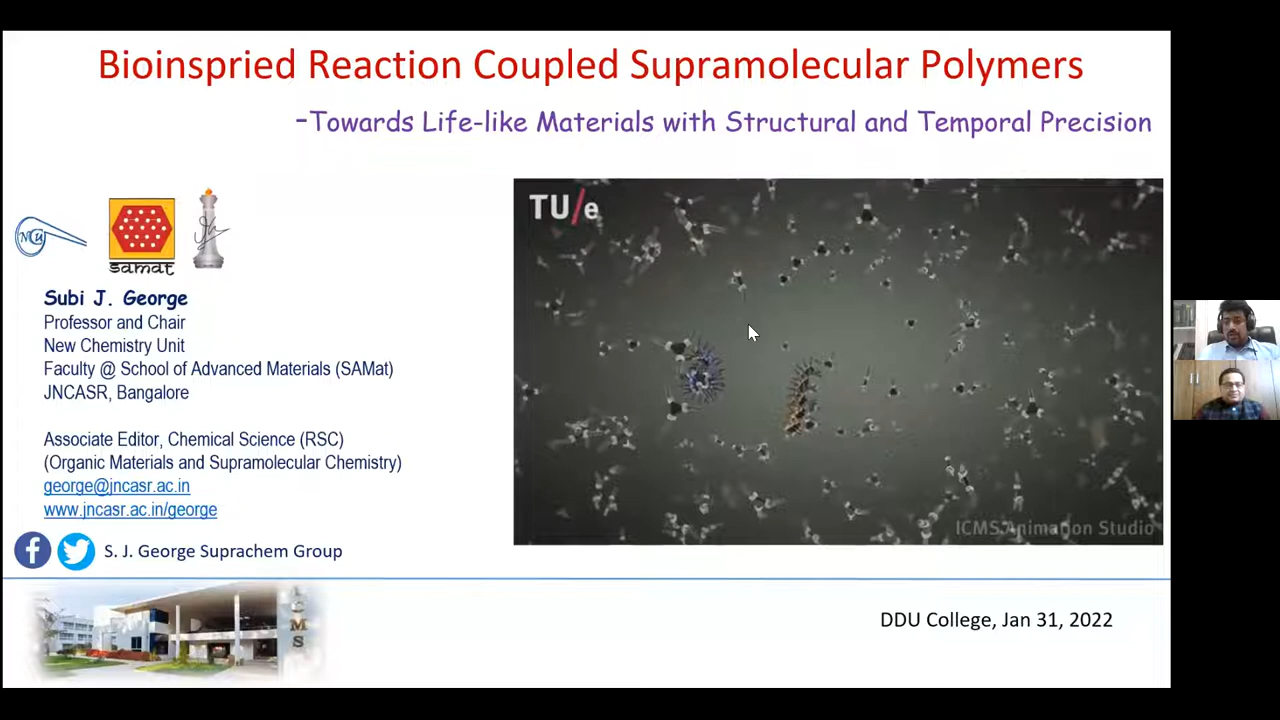 Bioinspried Reaction Coupled Supramolecular Polymers
-Towards Life-like Materials with Structural and Temporal Precision
TU/e
NCU
samat
Subi J. George
Professor and Chair
New Chemistry Unit
Faculty @ School of Advanced Materials (SAMat)
JNCASR, Bangalore
Associate Editor, Chemical Science (RSC)
(Organic Materials and Supramolecular Chemistry)
george@jncasr.ac.in
www.jncasr.ac.in/george
S. J. George Suprachem Group
ICMS Animation Studio
ICMS
DDU College, Jan 31, 2022